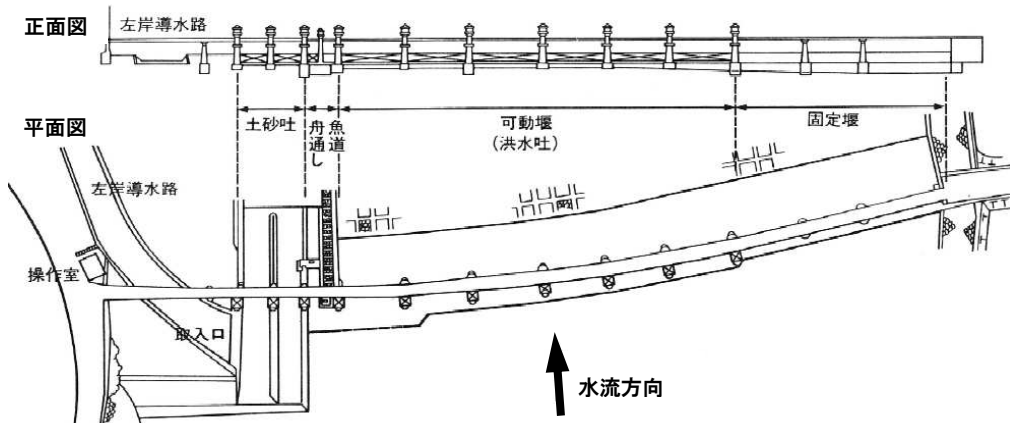 正面図
左岸導水路
土砂吐
舟通し
魚道
可動堰
(洪水吐)
固定堰
平面図
左岸導水路
操作室
取入口
水流方向